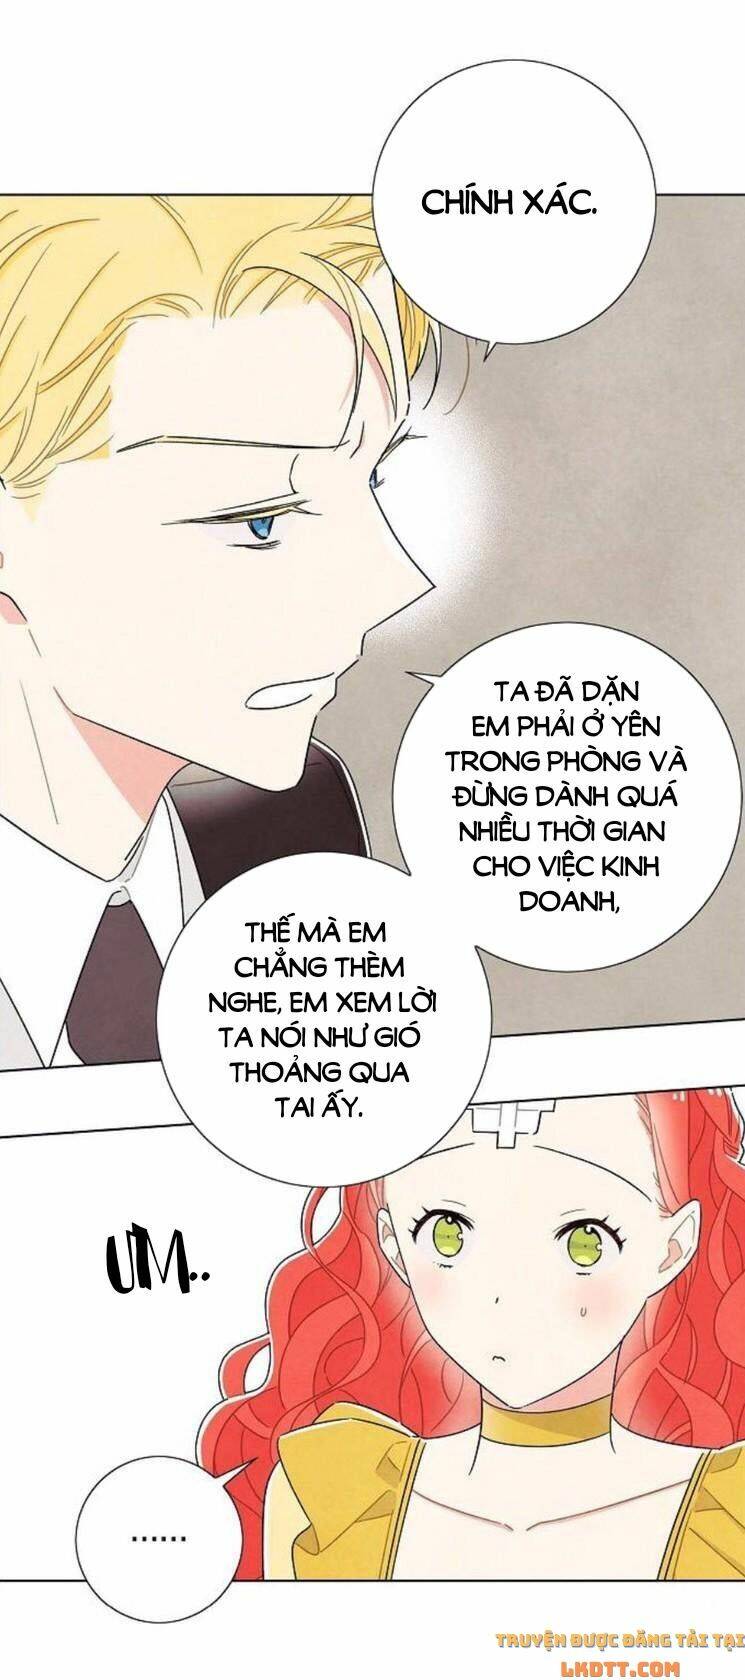 CHÍNH XÁC.
TA ĐÃ DẶN
EM PHẢI Ở YÊN
TRONG PHÒNG VÀ
ĐỪNG DÀNH QUÁ
NHIỀU THỜI GIAN
CHO VIỆC KINH
DOANH,
THẾ MÀ EM
CHẲNG THÈM
NGHE, EM XEM LỜI
TA NÓI NHƯ GIÓ
THOẢNG QUA
TAI ẤY.
UM..
......
TRUYỆN ĐƯỢC ĐĂNG TẢI TẠI
LKDTT.COM